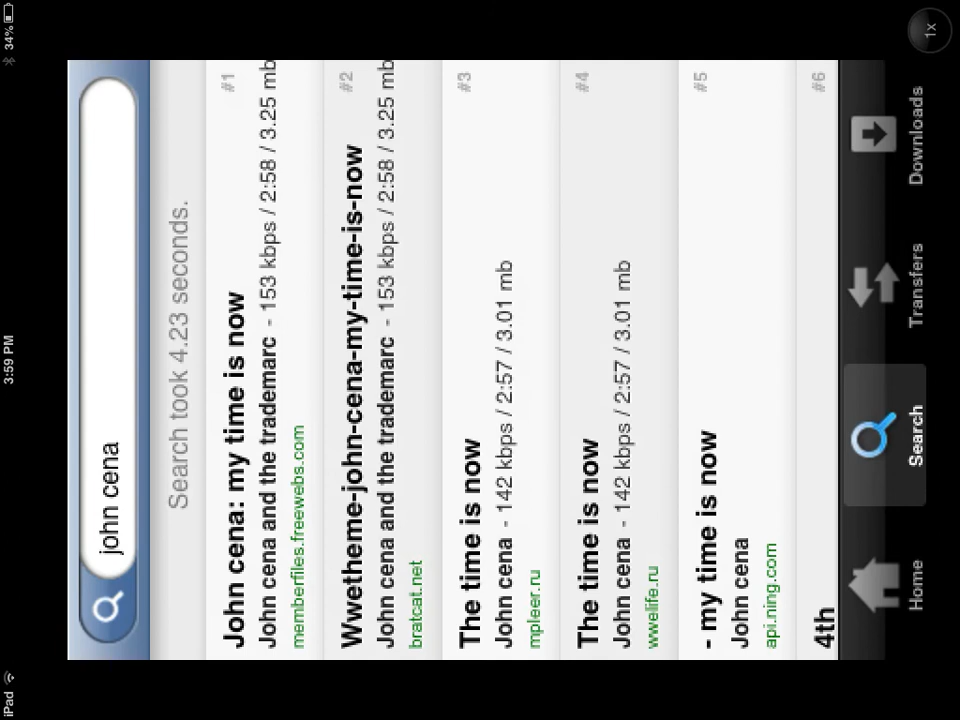 iPad 3:59 PM 34%
john cena
Search took 4.23 seconds.
John cena: my time is now #1
John cena and the trademarc - 153 kbps / 2:58 / 3.25 mb
memberfiles.freewebs.com
Wwetheme-john-cena-my-time-is-now #2
John cena and the trademarc - 153 kbps / 2:58 / 3.25 mb
bratcat.net
The time is now #3
John cena - 142 kbps / 2:57 / 3.01 mb
mpleer.ru
The time is now #4
John cena - 142 kbps / 2:57 / 3.01 mb
wwelife.ru
- my time is now #5
John cena
api.ning.com
4th #6
Home Search Transfers Downloads
1x